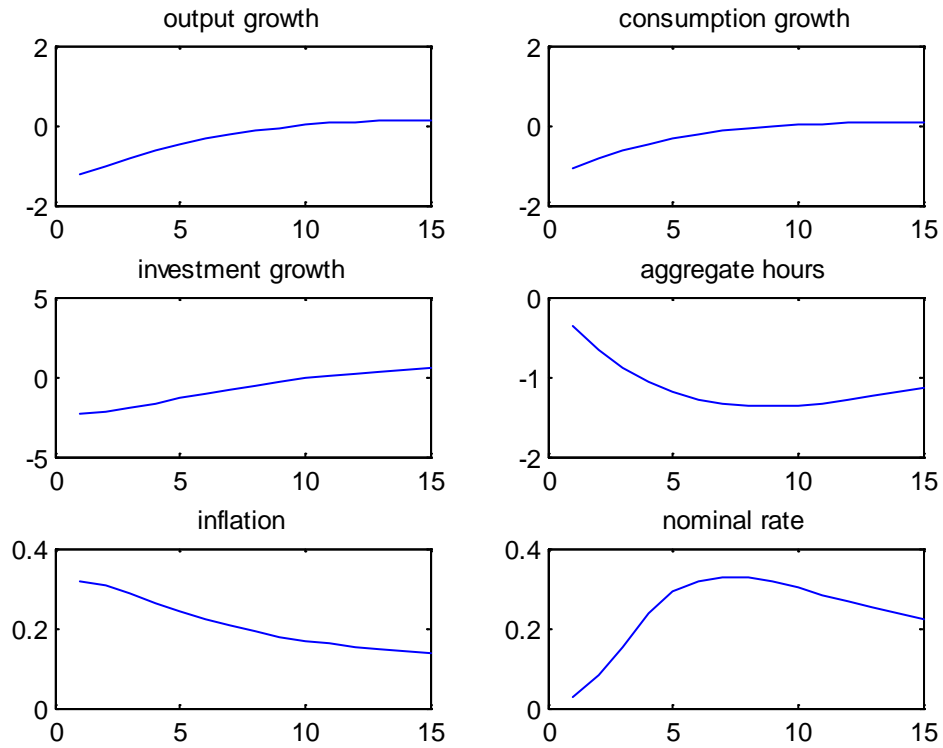 output growth
2
0
-2
0 5 10 15
consumption growth
2
0
-2
0 5 10 15
investment growth
5
0
-5
0 5 10 15
aggregate hours
0
-1
-2
0 5 10 15
inflation
0.4
0.2
0
0 5 10 15
nominal rate
0.4
0.2
0
0 5 10 15